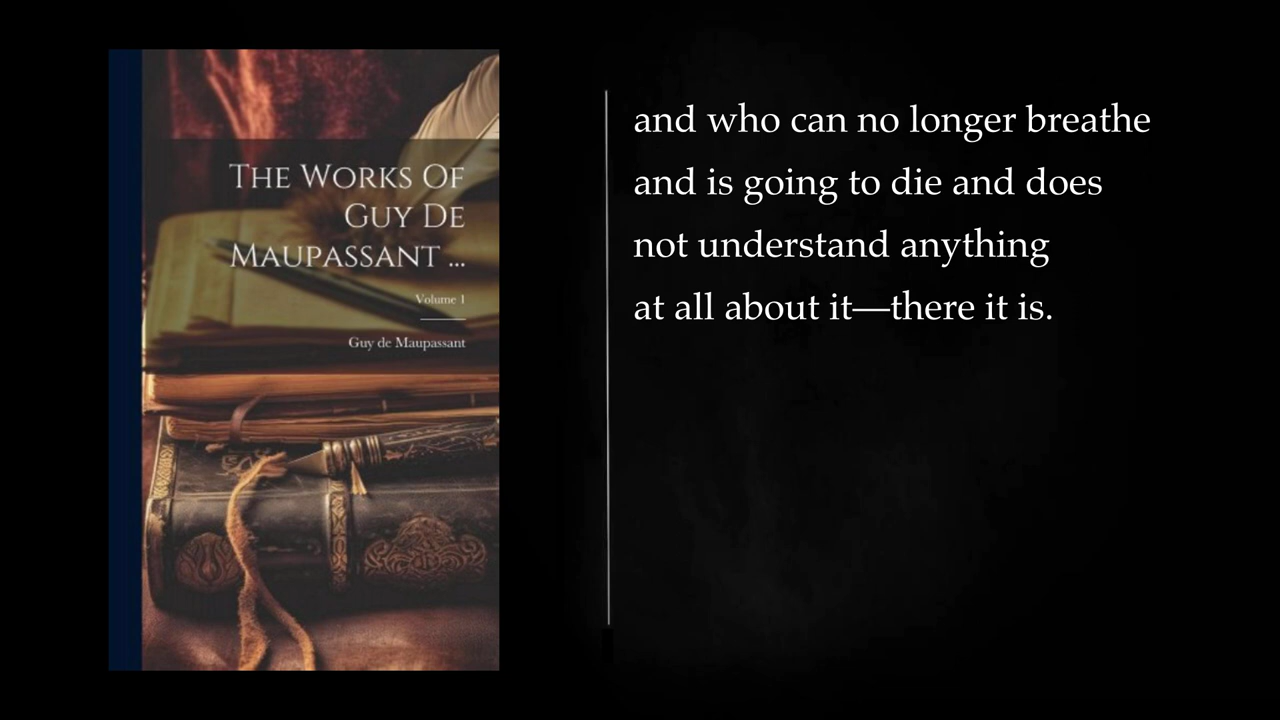 The Works Of
Guy De
Maupassant ...
Volume 1
Guy de Maupassant
and who can no longer breathe
and is going to die and does
not understand anything
at all about it—there it is.